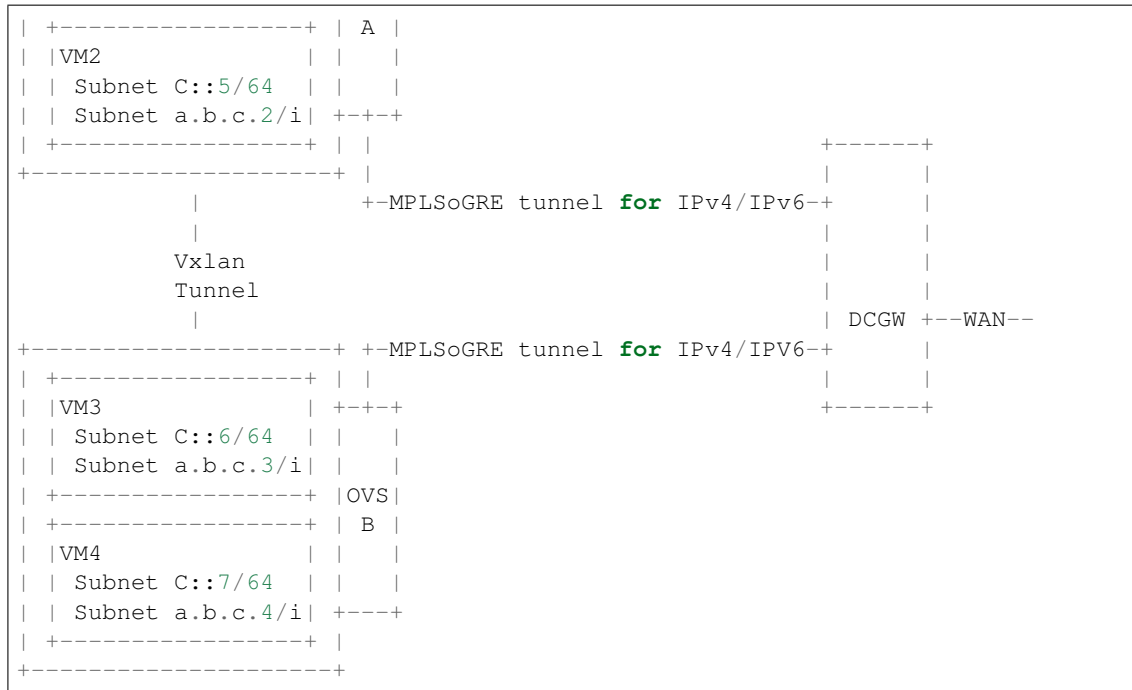 | +-----------------+ | A |
| |VM2              | |   |
| | Subnet C::5/64  | |   |
| | Subnet a.b.c.2/i| +-+-+
| +-----------------+ | |                               +------+
+---------------------+ |                               |      |
           |            +-MPLSoGRE tunnel for IPv4/IPv6-+      |
           |                                            |      |
          Vxlan                                         |      |
          Tunnel                                        |      |
           |                                            | DCGW +--WAN--
+---------------------+ +-MPLSoGRE tunnel for IPv4/IPV6-+      |
| +-----------------+ | |                               |      |
| |VM3              | +-+-+                             +------+
| | Subnet C::6/64  | |   |
| | Subnet a.b.c.3/i| |   |
| +-----------------+ |OVS|
| +-----------------+ | B |
| |VM4              | |   |
| | Subnet C::7/64  | |   |
| | Subnet a.b.c.4/i| +---+
| +-----------------+ |
+---------------------+